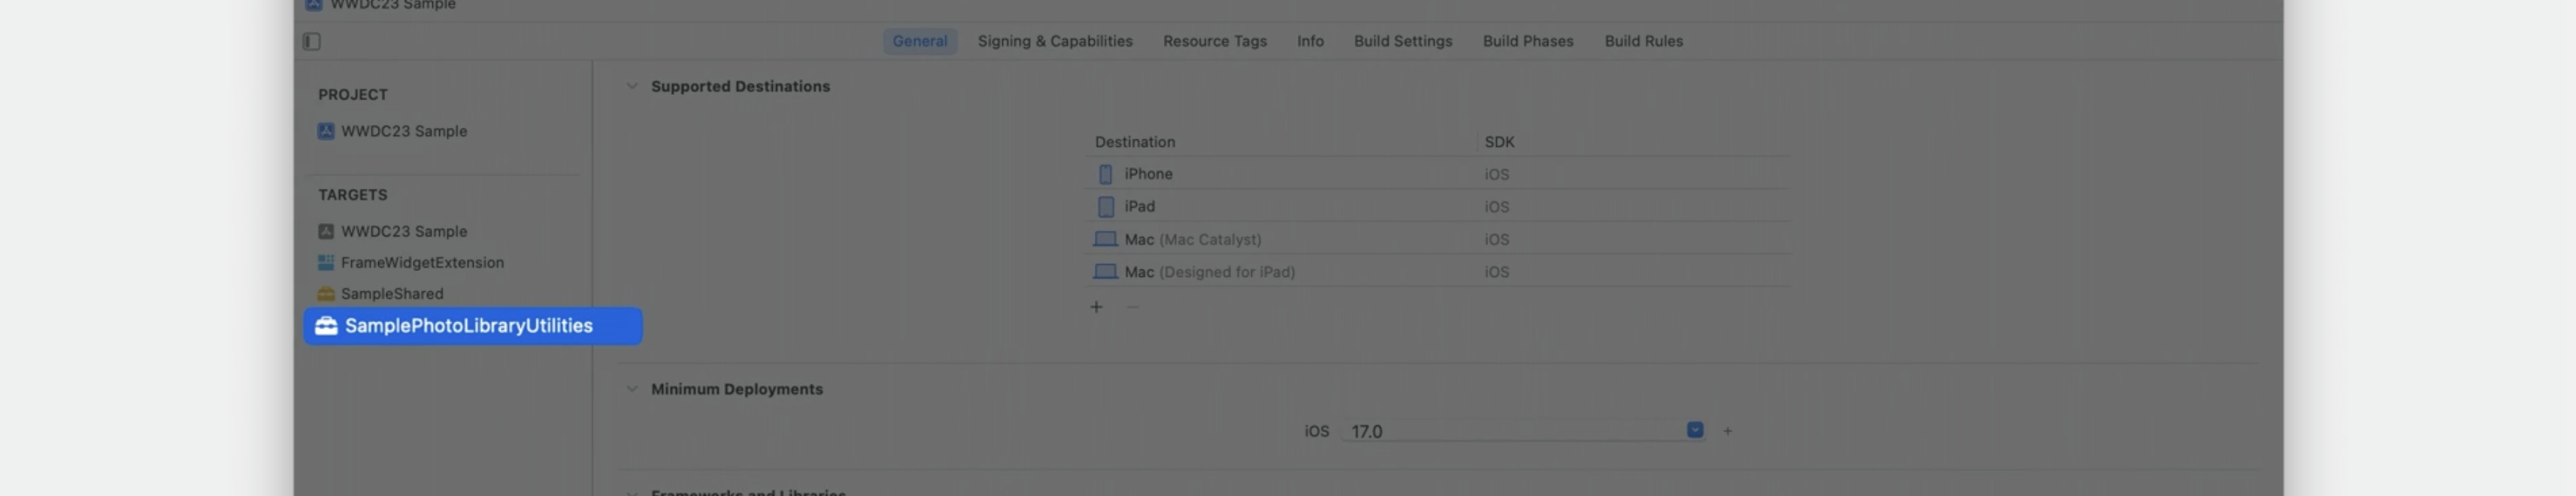 WWDC23 Sample
General Signing & Capabilities Resource Tags Info Build Settings Build Phases Build Rules
PROJECT
WWDC23 Sample
TARGETS
WWDC23 Sample
FrameWidgetExtension
SampleShared
SamplePhotoLibraryUtilities
Supported Destinations
Destination SDK
iPhone iOS
iPad iOS
Mac (Mac Catalyst) iOS
Mac (Designed for iPad) iOS
Minimum Deployments
iOS 17.0
Frameworks and Libraries